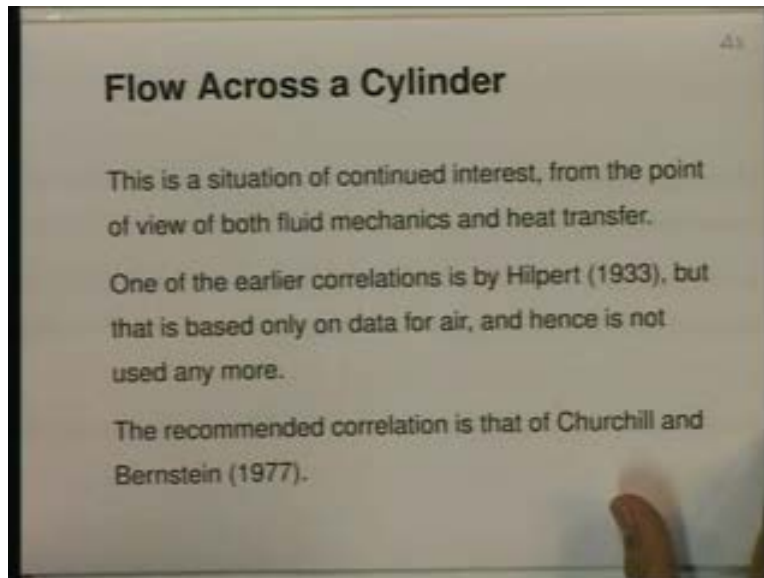 Flow Across a Cylinder
This is a situation of continued interest, from the point
of view of both fluid mechanics and heat transfer.
One of the earlier correlations is by Hilpert (1933), but
that is based only on data for air, and hence is not
used any more.
The recommended correlation is that of Churchill and
Bernstein (1977).